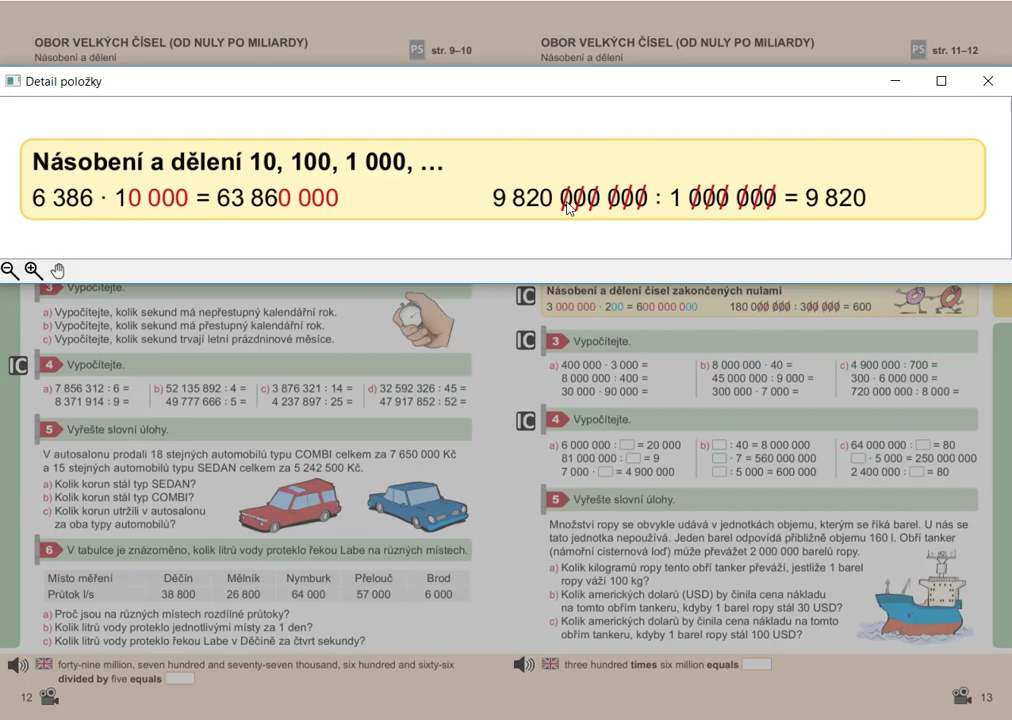 OBOR VELKÝCH ČÍSEL (OD NULY PO MILIARDY)
Násobení a dělení
PS str. 9–10
OBOR VELKÝCH ČÍSEL (OD NULY PO MILIARDY)
Násobení a dělení
PS str. 11–12
Detail položky
Násobení a dělení 10, 100, 1 000, …
6 386 · 10 000 = 63 860 000
9 820 000 000 : 1 000 000 000 = 9 820
3 Vypočítejte.
a) Vypočítejte, kolik sekund má nepřestupný kalendářní rok.
b) Vypočítejte, kolik sekund má přestupný kalendářní rok.
c) Vypočítejte, kolik sekund trvají letní prázdninové měsíce.
IC
4 Vypočítejte.
a) 7 856 312 : 6 =
8 371 914 : 9 =
b) 52 135 892 : 4 =
49 777 666 : 5 =
c) 3 876 321 : 14 =
4 237 897 : 25 =
d) 32 592 326 : 45 =
47 917 852 : 52 =
5 Vyřešte slovní úlohy.
V autosalonu prodali 18 stejných automobilů typu COMBI celkem za 7 650 000 Kč
a 15 stejných automobilů typu SEDAN celkem za 5 242 500 Kč.
a) Kolik korun stál typ SEDAN?
b) Kolik korun stál typ COMBI?
c) Kolik korun utržili v autosalonu
za oba typy automobilů?
6 V tabulce je znázorněno, kolik litrů vody proteklo řekou Labe na různých místech.
Místo měření Děčín Mělník Nymburk Přelouč Brod
Průtok l/s 38 800 26 800 64 000 57 000 6 000
a) Proč jsou na různých místech rozdílné průtoky?
b) Kolik litrů vody proteklo jednotlivými místy za 1 den?
c) Kolik litrů vody proteklo řekou Labe v Děčíně za čtvrt sekundy?
forty-nine million, seven hundred and seventy-seven thousand, six hundred and sixty-six
divided by five equals
12
IC
Násobení a dělení čísel zakončených nulami
3 000 000 · 200 = 600 000 000
180 000 000 : 300 000 = 600
IC
3 Vypočítejte.
a) 400 000 · 3 000 =
8 000 000 : 400 =
30 000 · 90 000 =
b) 8 000 000 · 40 =
45 000 000 : 9 000 =
300 000 · 7 000 =
c) 4 900 000 : 700 =
300 · 6 000 000 =
720 000 000 : 8 000 =
IC
4 Vypočítejte.
a) 6 000 000 : = 20 000
81 000 000 : = 9
7 000 · = 4 900 000
b) : 40 = 8 000 000
· 7 = 560 000 000
: 5 000 = 600 000
c) 64 000 000 : = 80
· 5 000 = 250 000 000
2 400 000 : = 80
5 Vyřešte slovní úlohy.
Množství ropy se obvykle udává v jednotkách objemu, kterým se říká barel. U nás se
tato jednotka nepoužívá. Jeden barel odpovídá přibližně objemu 160 l. Obří tanker
(námořní cisternová loď) může převážet 2 000 000 barelů ropy.
a) Kolik kilogramů ropy tento obří tanker převáží, jestliže 1 barel
ropy váží 100 kg?
b) Kolik amerických dolarů (USD) by činila cena nákladu
na tomto obřím tankeru, kdyby 1 barel ropy stál 30 USD?
c) Kolik amerických dolarů by činila cena nákladu na tomto
obřím tankeru, kdyby 1 barel ropy stál 100 USD?
three hundred times six million equals
13